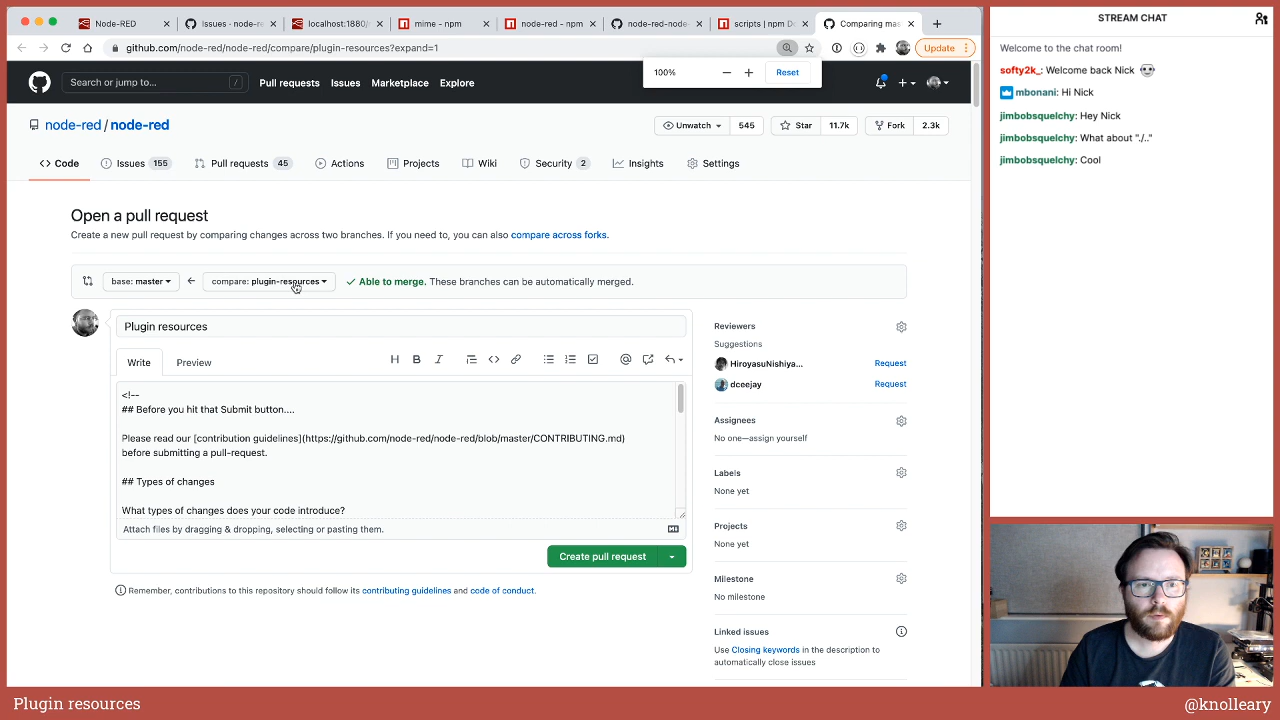 Node-RED
Issues · node-re
localhost:1880/
mime - npm
node-red - npm
node-red-node-
scripts | npm Do
Comparing mas
github.com/node-red/node-red/compare/plugin-resources?expand=1
Update
100%
Reset
Search or jump to...
/
Pull requests
Issues
Marketplace
Explore
node-red / node-red
Unwatch
545
Star
11.7k
Fork
2.3k
Code
Issues 155
Pull requests 45
Actions
Projects
Wiki
Security 2
Insights
Settings
Open a pull request
Create a new pull request by comparing changes across two branches. If you need to, you can also compare across forks.
base: master
compare: plugin-resources
Able to merge. These branches can be automatically merged.
Plugin resources
Write
Preview
<!--
## Before you hit that Submit button....
Please read our [contribution guidelines](https://github.com/node-red/node-red/blob/master/CONTRIBUTING.md)
before submitting a pull-request.
## Types of changes
What types of changes does your code introduce?
Attach files by dragging & dropping, selecting or pasting them.
Create pull request
Remember, contributions to this repository should follow its contributing guidelines and code of conduct.
Reviewers
Suggestions
HiroyasuNishiya...
Request
dceejay
Request
Assignees
No one—assign yourself
Labels
None yet
Projects
None yet
Milestone
No milestone
Linked issues
Use Closing keywords in the description to
automatically close issues
STREAM CHAT
Welcome to the chat room!
softy2k_: Welcome back Nick
mbonani: Hi Nick
jimbobsquelchy: Hey Nick
jimbobsquelchy: What about "./.."
jimbobsquelchy: Cool
Plugin resources
@knolleary